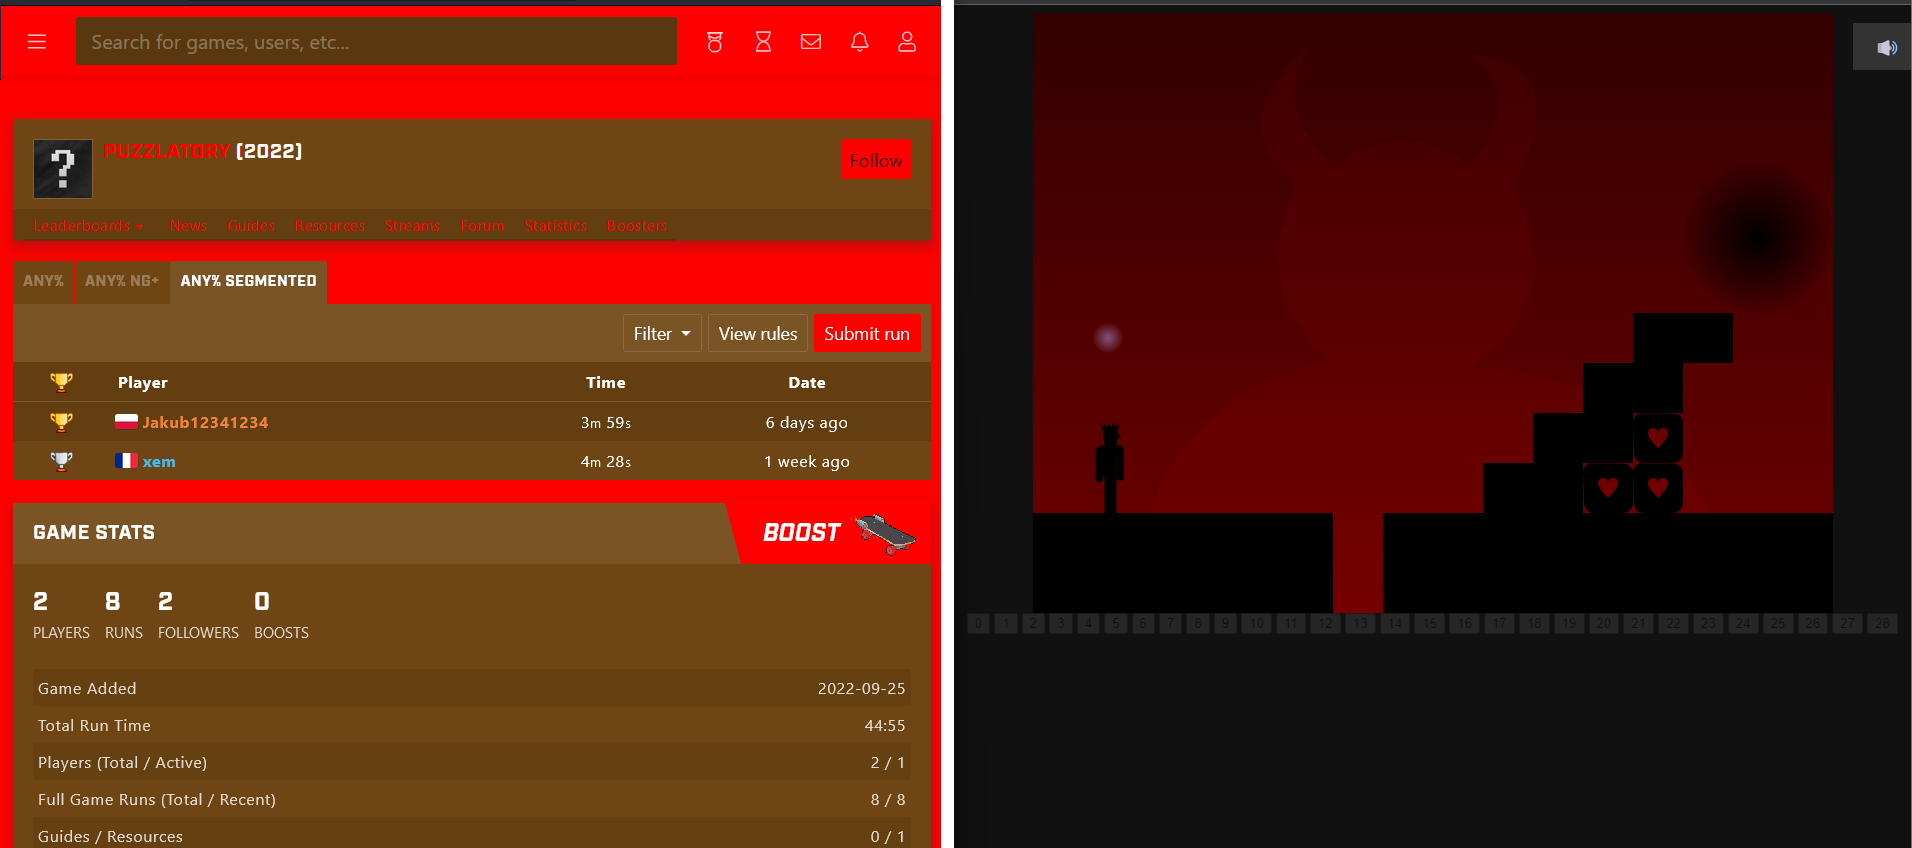 Search for games, users, etc...
PUZZLATORY (2022)
Follow
Leaderboards News Guides Resources Streams Forum Statistics Boosters
ANY% ANY% NG+ ANY% SEGMENTED
Filter View rules Submit run
Player Time Date
Jakub12341234 3m 59s 6 days ago
xem 4m 28s 1 week ago
GAME STATS BOOST
2 8 2 0
PLAYERS RUNS FOLLOWERS BOOSTS
Game Added 2022-09-25
Total Run Time 44:55
Players (Total / Active) 2 / 1
Full Game Runs (Total / Recent) 8 / 8
Guides / Resources 0 / 1
0 1 2 3 4 5 6 7 8 9 10 11 12 13 14 15 16 17 18 19 20 21 22 23 24 25 26 27 28